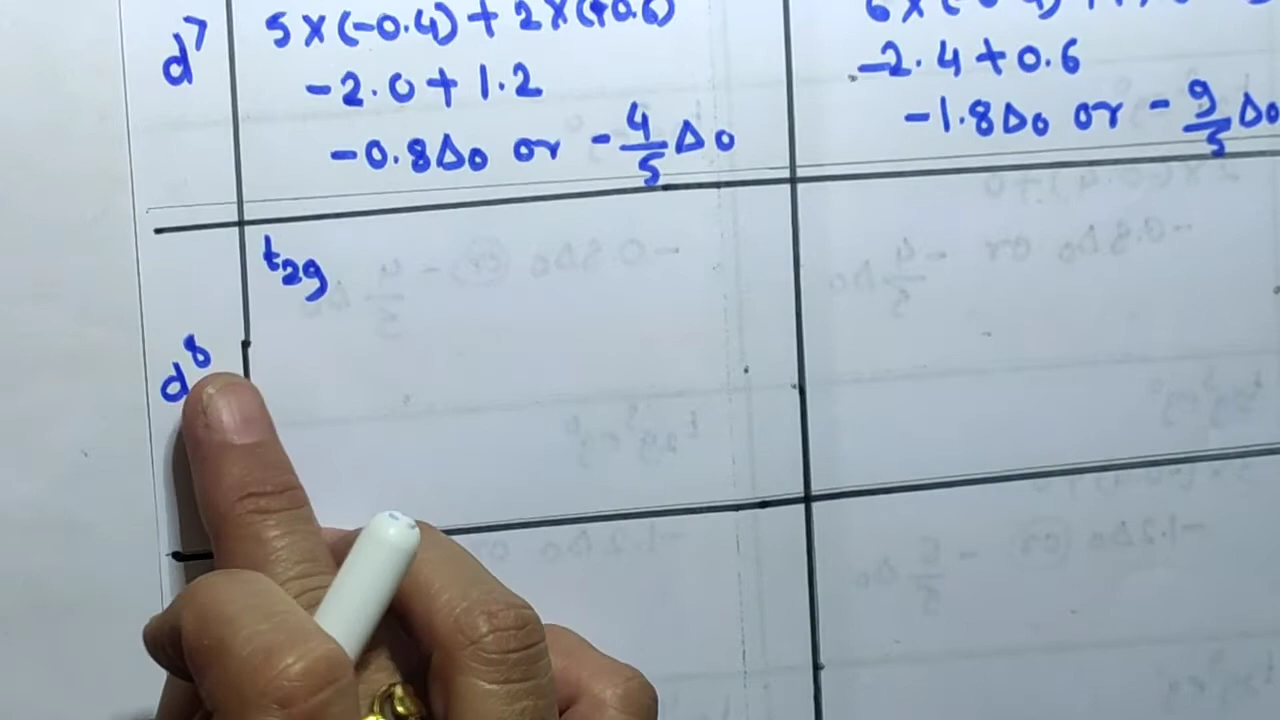 d⁷
5×(-0.4)+2×(+0.6)
-2.0+1.2
-0.8Δo or -4/5 Δo
-2.4+0.6
-1.8Δo or -9/5 Δo
d⁸
t2g